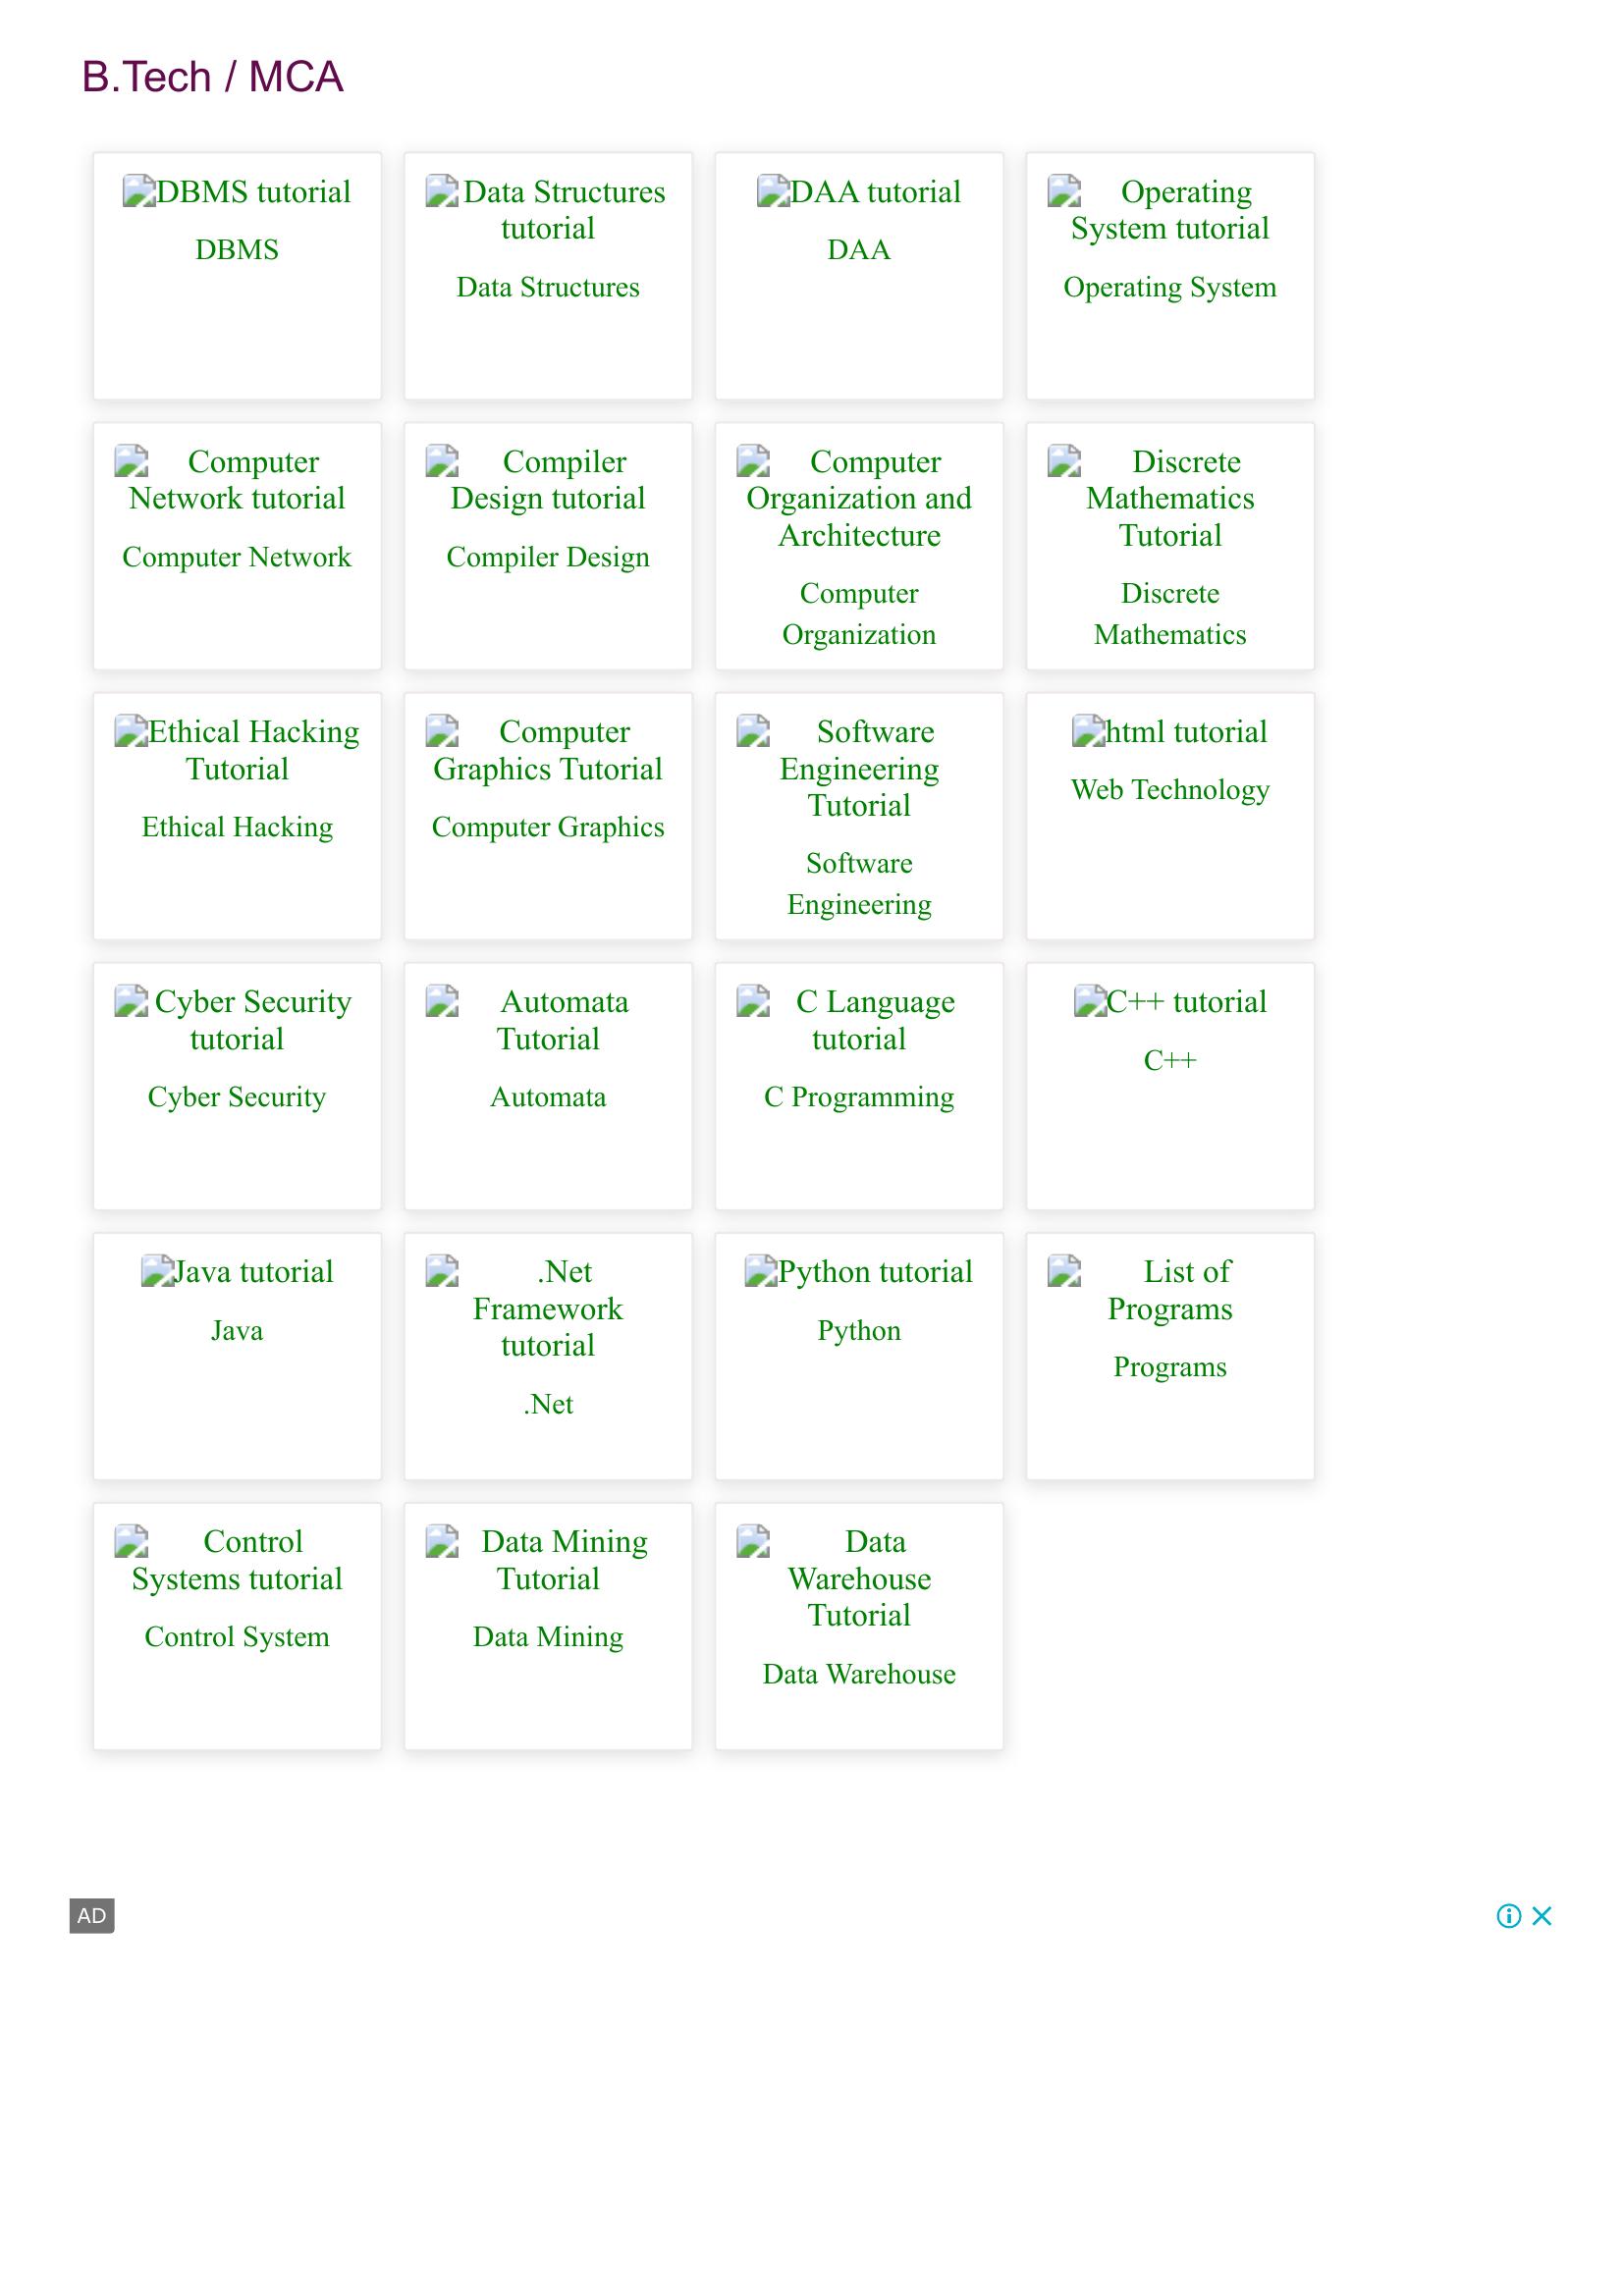 B.Tech / MCA
DBMS tutorial
DBMS
Data Structures
tutorial
Data Structures
DAA tutorial
DAA
Operating
System tutorial
Operating System
Computer
Network tutorial
Computer Network
Compiler
Design tutorial
Compiler Design
Computer
Organization and
Architecture
Computer
Organization
Discrete
Mathematics
Tutorial
Discrete
Mathematics
Ethical Hacking
Tutorial
Ethical Hacking
Computer
Graphics Tutorial
Computer Graphics
Software
Engineering
Tutorial
Software
Engineering
html tutorial
Web Technology
Cyber Security
tutorial
Cyber Security
Automata
Tutorial
Automata
C Language
tutorial
C Programming
C++ tutorial
C++
Java tutorial
Java
.Net
Framework
tutorial
.Net
Python tutorial
Python
List of
Programs
Programs
Control
Systems tutorial
Control System
Data Mining
Tutorial
Data Mining
Data
Warehouse
Tutorial
Data Warehouse
AD